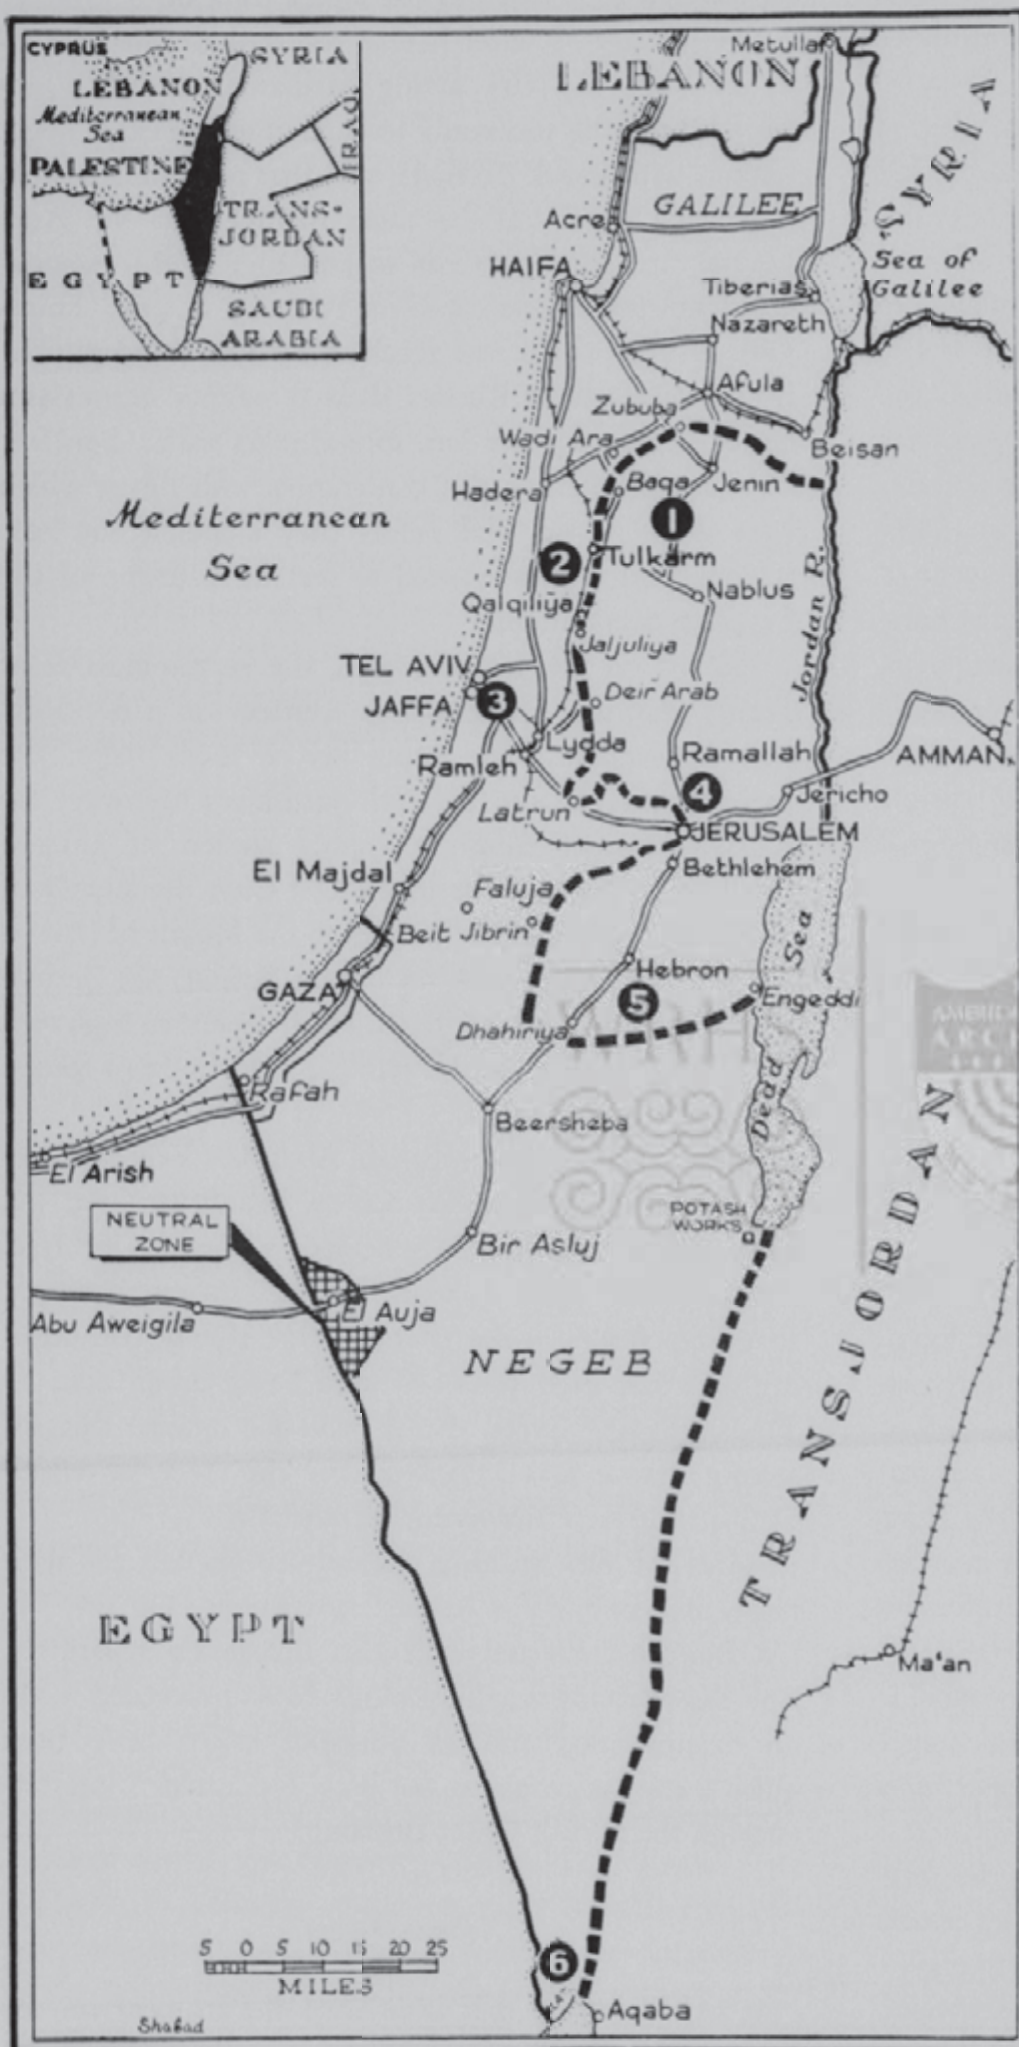 CYPRUS
SYRIA
LEBANON
Mediterranean
Sea
IRAQ
PALESTINE
TRANS-
JORDAN
EGYPT
SAUDI
ARABIA
Metulla
LEBANON
SYRIA
GALILEE
Acre
HAIFA
Sea of
Galilee
Tiberias
Nazareth
Afula
Zububa
Wadi Ara
Beisan
Hadera
Baqa
Jenin
1
Mediterranean
Sea
2
Tulkarm
Nablus
Qalqiliya
Jaljuliya
Jordan R.
TEL AVIV
JAFFA
3
Deir Arab
Lydda
Ramleh
Ramallah
AMMAN
4
Jericho
Latrun
JERUSALEM
El Majdal
Bethlehem
Faluja
Beit Jibrin
Dead Sea
Hebron
GAZA
5
Engeddi
Dhahiriya
WRHS
AMERICAN
ARCH
Rafah
Beersheba
El Arish
NEUTRAL
ZONE
POTASH
WORKS
Bir Asluj
TRANSJORDAN
Abu Aweigila
El Auja
NEGEB
EGYPT
Ma'an
5 0 5 10 15 20 25
MILES
6
Aqaba
Shabad